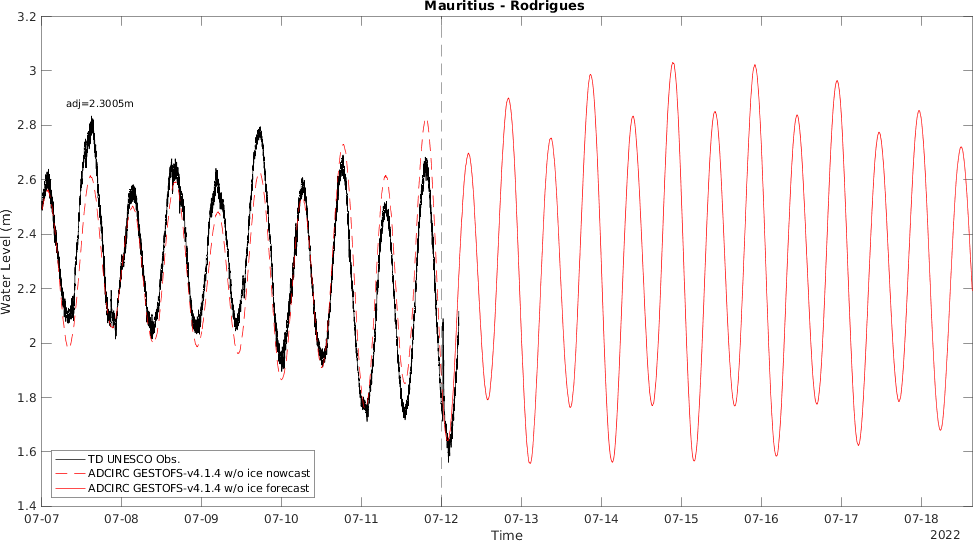 Mauritius - Rodrigues
3.2
3
2.8
2.6
2.4
2.2
2
1.8
1.6
1.4
Water Level (m)
adj=2.3005m
TD UNESCO Obs.
ADCIRC GESTOFS-v4.1.4 w/o ice nowcast
ADCIRC GESTOFS-v4.1.4 w/o ice forecast
07-07 07-08 07-09 07-10 07-11 07-12 07-13 07-14 07-15 07-16 07-17 07-18
Time
2022